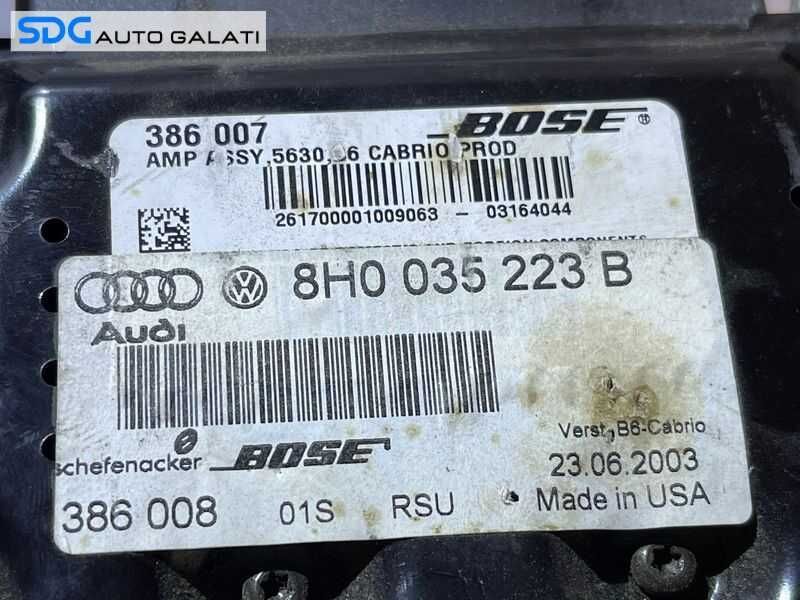 SDG AUTO GALATI
386 007 BOSE ®
AMP ASSY,5630, CABRIO PROD
261700001009063 - 03164044
8H0 035 223 B
Audi
Verst, B6-Cabrio
schefenacker BOSE
23.06.2003
386 008 01S RSU Made in USA